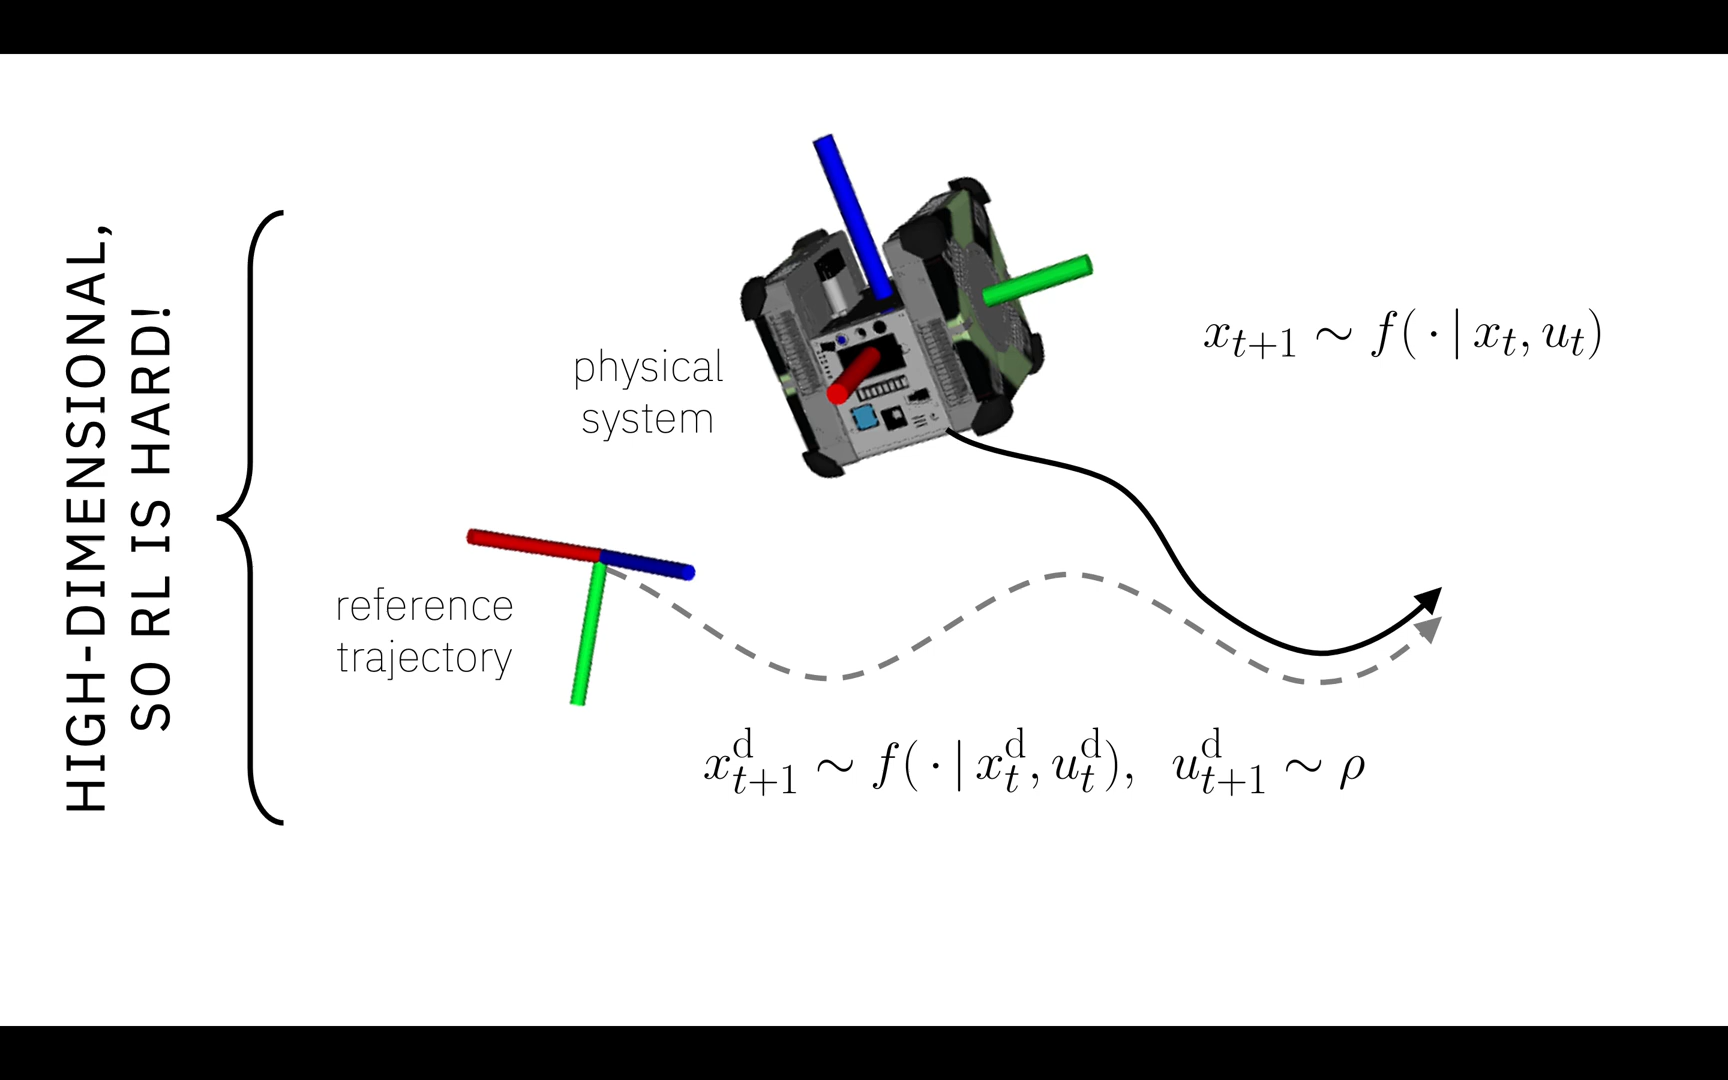 HIGH-DIMENSIONAL,
SO RL IS HARD!
physical
system
x_{t+1} ∼ f(· | x_t, u_t)
reference
trajectory
x^d_{t+1} ∼ f(· | x^d_t, u^d_t), u^d_{t+1} ∼ ρ